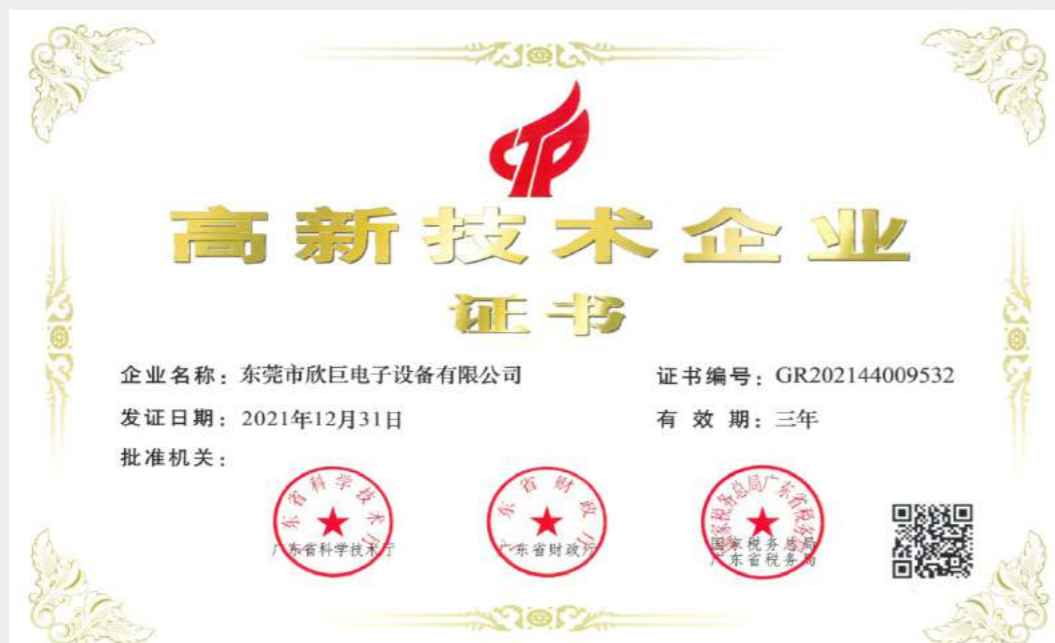 CTP
高新技术企业
证书
企业名称：东莞市欣巨电子设备有限公司
证书编号：GR202144009532
发证日期：2021年12月31日
有效期：三年
批准机关：
广东省科学技术厅
广东省科学技术厅
广东省财政厅
广东省财政厅
国家税务总局广东省税务局
国家税务总局
广东省税务局